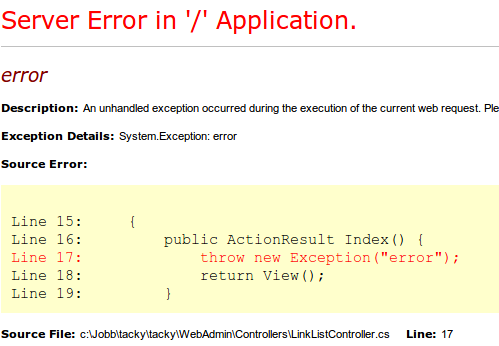 Server Error in '/' Application.
error
Description: An unhandled exception occurred during the execution of the current web request. Ple
Exception Details: System.Exception: error
Source Error:
Line 15:     {
Line 16:         public ActionResult Index() {
Line 17:             throw new Exception("error");
Line 18:             return View();
Line 19:         }
Source File: c:\Jobb\tacky\tacky\WebAdmin\Controllers\LinkListController.cs    Line: 17